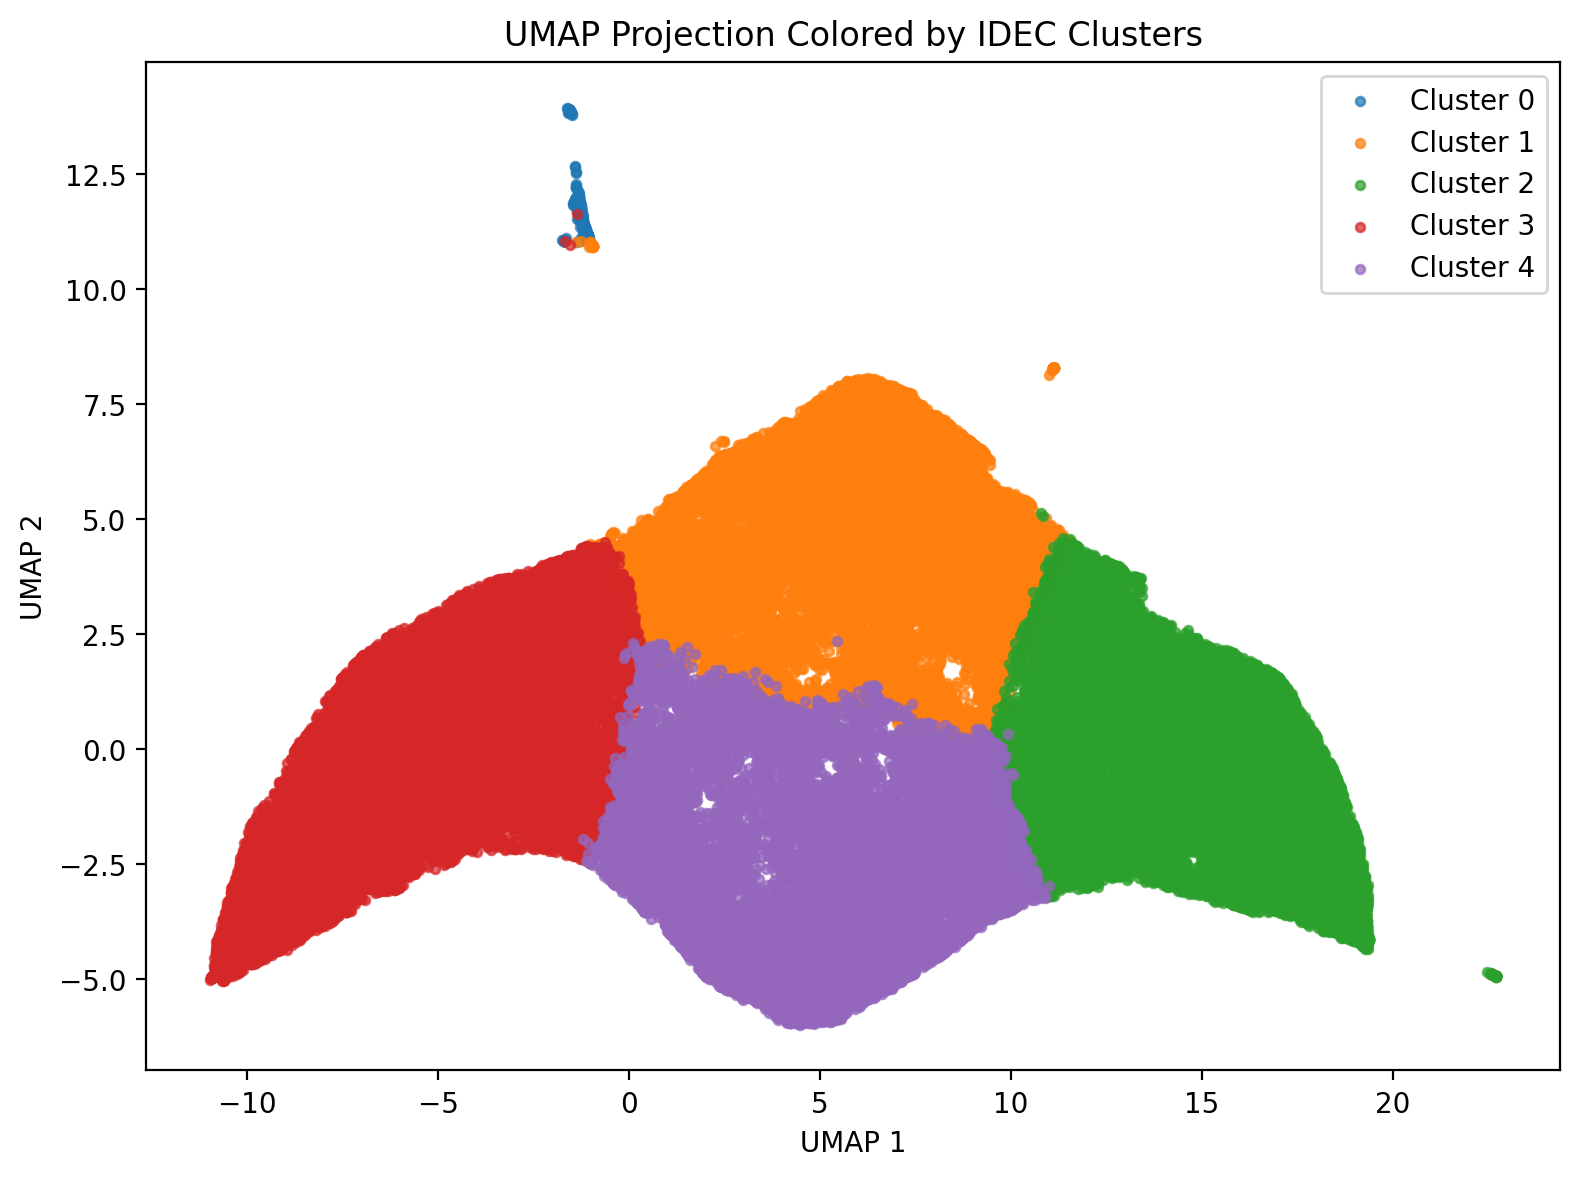 UMAP Projection Colored by IDEC Clusters
Cluster 0
Cluster 1
Cluster 2
Cluster 3
Cluster 4
12.5
10.0
7.5
5.0
2.5
0.0
−2.5
−5.0
UMAP 2
−10
−5
0
5
10
15
20
UMAP 1